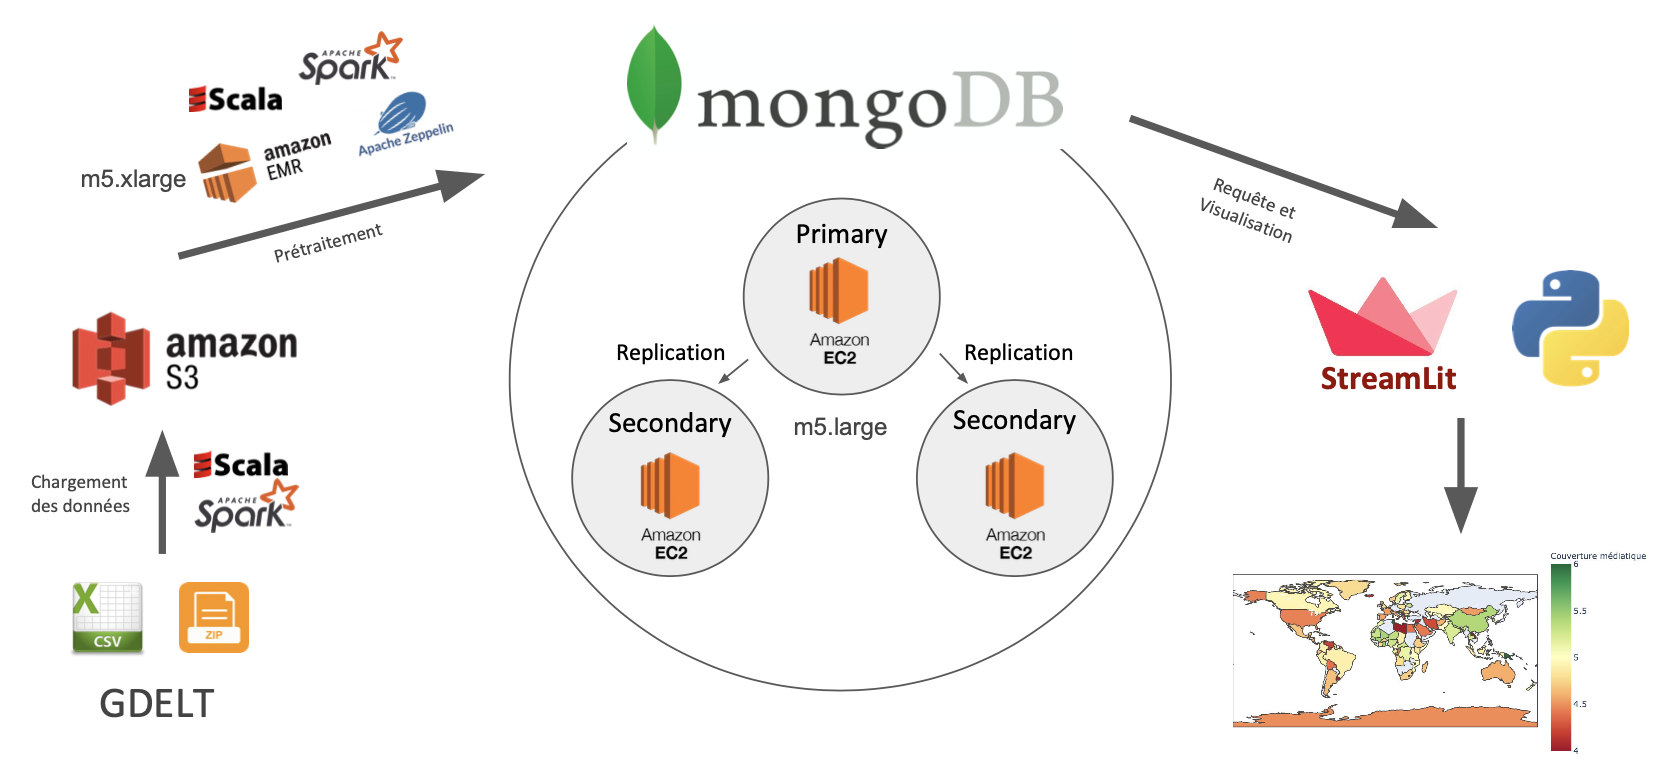 APACHE
Spark
Scala
Apache Zeppelin
amazon
EMR
m5.xlarge
Prétraitement
amazon
S3
Chargement
des données
Scala
APACHE
Spark
CSV
ZIP
GDELT
mongoDB
Primary
Amazon
EC2
Replication
Replication
Secondary
Amazon
EC2
m5.large
Secondary
Amazon
EC2
Requête et
Visualisation
StreamLit
Couverture médiatique
6
5.5
5
4.5
4